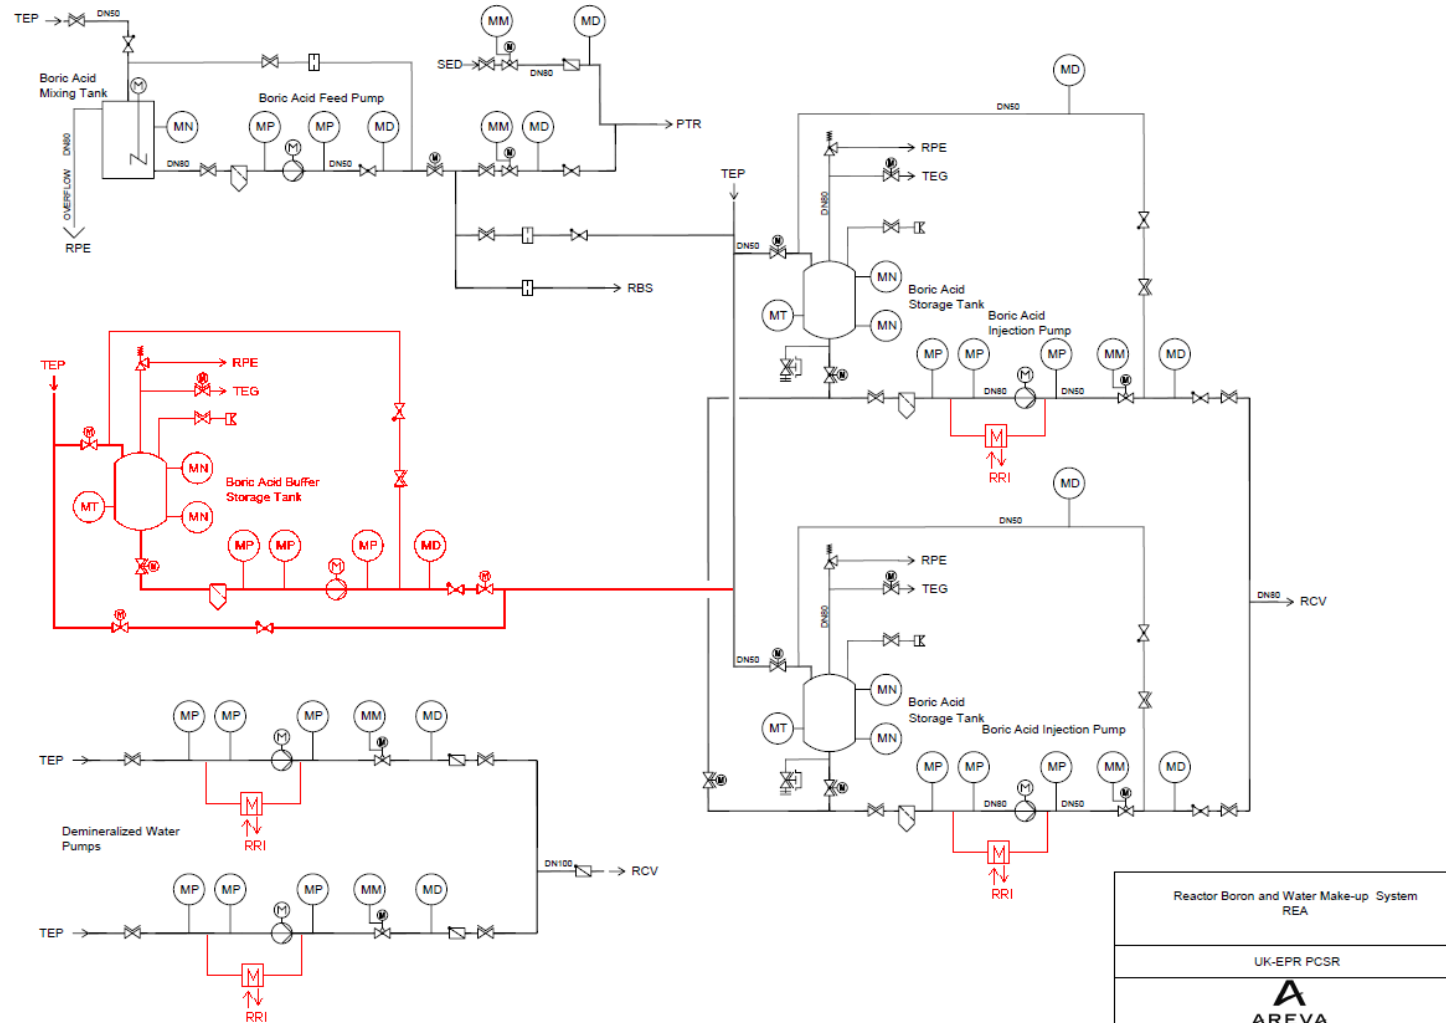 TEP
DN50
Boric Acid
Mixing Tank
M
MN
OVERFLOW DN80
RPE
DN80
Boric Acid Feed Pump
MP
MP
MD
M
DN50
M
MM
MD
M
SED
DN80
MM
MD
M
PTR
RBS
TEP
DN50
M
MD
DN50
RPE
M
TEG
DN80
MN
MN
MT
Boric Acid
Storage Tank
M
Boric Acid
Injection Pump
MP
MP
MP
MM
MD
M
M
DN80
DN50
M
RRI
TEP
M
RPE
M
TEG
MN
MN
MT
Boric Acid Buffer
Storage Tank
M
MP
MP
MP
MD
M
M
M
MD
DN50
RPE
M
TEG
DN80
DN50
M
MN
MN
MT
Boric Acid
Storage Tank
Boric Acid Injection Pump
M
M
MP
MP
MP
MM
MD
M
M
DN80
DN50
M
RRI
DN80
RCV
MP
MP
MP
MM
MD
M
M
TEP
M
RRI
Demineralized Water
Pumps
DN100
RCV
MP
MP
MP
MM
MD
M
M
TEP
M
RRI
Reactor Boron and Water Make-up System
REA
UK-EPR PCSR
AREVA